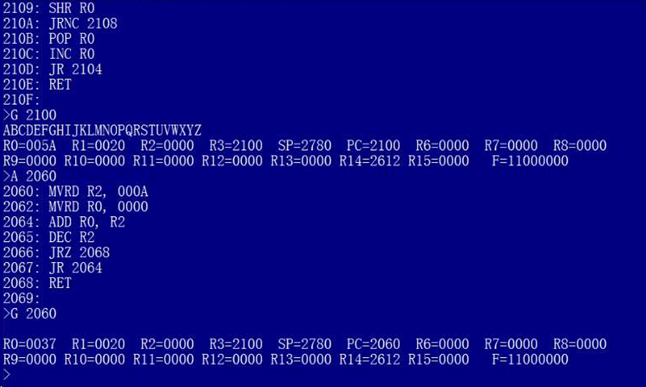 2109: SHR R0
210A: JRNC 2108
210B: POP R0
210C: INC R0
210D: JR 2104
210E: RET
210F:
>G 2100
ABCDEFGHIJKLMNOPQRSTUVWXYZ
R0=005A R1=0020 R2=0000 R3=2100 SP=2780 PC=2100 R6=0000 R7=0000 R8=0000
R9=0000 R10=0000 R11=0000 R12=0000 R13=0000 R14=2612 R15=0000 F=11000000
>A 2060
2060: MVRD R2, 000A
2062: MVRD R0, 0000
2064: ADD R0, R2
2065: DEC R2
2066: JRZ 2068
2067: JR 2064
2068: RET
2069:
>G 2060
R0=0037 R1=0020 R2=0000 R3=2100 SP=2780 PC=2060 R6=0000 R7=0000 R8=0000
R9=0000 R10=0000 R11=0000 R12=0000 R13=0000 R14=2612 R15=0000 F=11000000
>